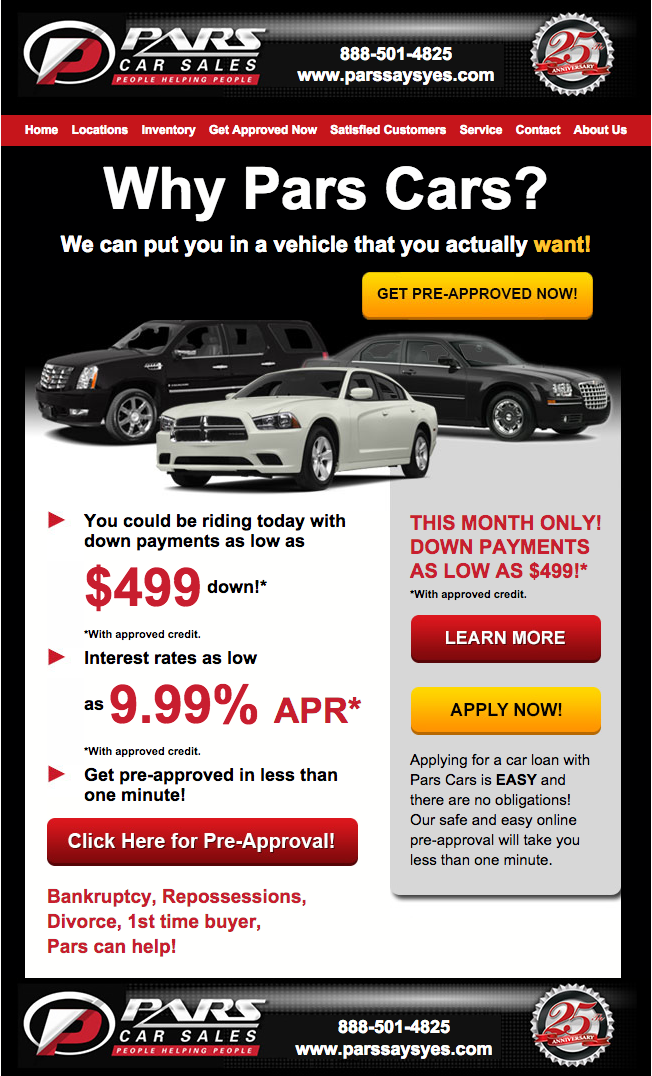 PARS
CAR SALES
PEOPLE HELPING PEOPLE
888-501-4825
www.parssaysyes.com
25th
ANNIVERSARY
Home Locations Inventory Get Approved Now Satisfied Customers Service Contact About Us
Why Pars Cars?
We can put you in a vehicle that you actually want!
GET PRE-APPROVED NOW!
You could be riding today with
down payments as low as
$499 down!*
*With approved credit.
Interest rates as low
as 9.99% APR*
*With approved credit.
Get pre-approved in less than
one minute!
Click Here for Pre-Approval!
Bankruptcy, Repossessions,
Divorce, 1st time buyer,
Pars can help!
THIS MONTH ONLY!
DOWN PAYMENTS
AS LOW AS $499!*
*With approved credit.
LEARN MORE
APPLY NOW!
Applying for a car loan with
Pars Cars is EASY and
there are no obligations!
Our safe and easy online
pre-approval will take you
less than one minute.
PARS
CAR SALES
PEOPLE HELPING PEOPLE
888-501-4825
www.parssaysyes.com
25th
ANNIVERSARY